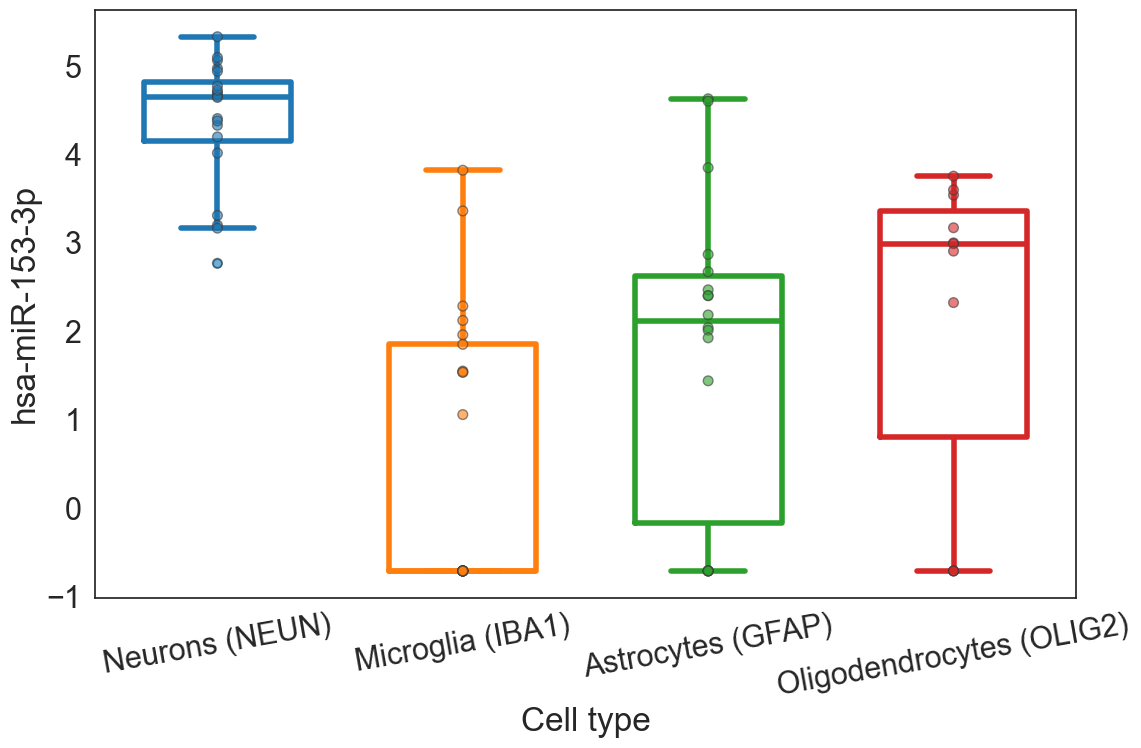 hsa-miR-153-3p
5
4
3
2
1
0
−1
Neurons (NEUN)
Microglia (IBA1)
Astrocytes (GFAP)
Oligodendrocytes (OLIG2)
Cell type